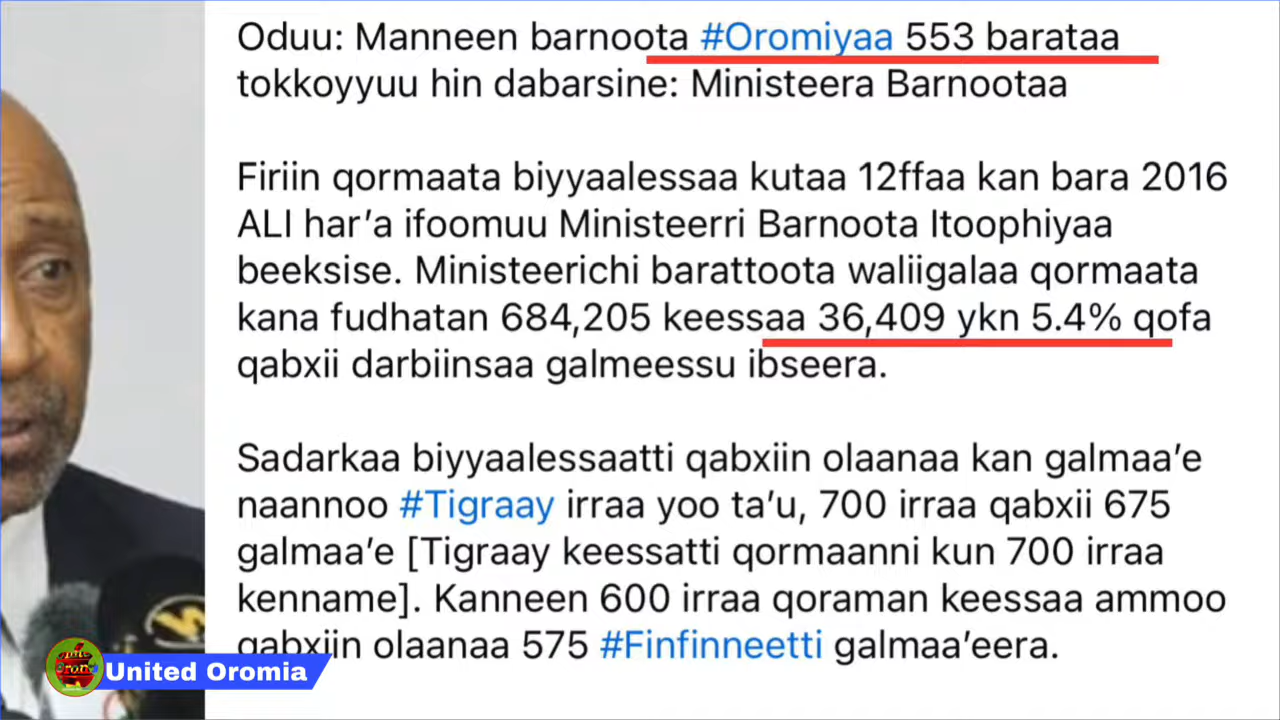 Oduu: Manneen barnoota #Oromiyaa 553 barataa
tokkoyyuu hin dabarsine: Ministeera Barnootaa
Firiin qormaata biyyaalessaa kutaa 12ffaa kan bara 2016
ALI har’a ifoomuu Ministeerri Barnoota Itoophiyaa
beeksise. Ministeerichi barattoota waliigalaa qormaata
kana fudhatan 684,205 keessaa 36,409 ykn 5.4% qofa
qabxii darbiinsaa galmeessu ibseera.
Sadarkaa biyyaalessaatti qabxiin olaanaa kan galmaa’e
naannoo #Tigraay irraa yoo ta’u, 700 irraa qabxii 675
galmaa’e [Tigraay keessatti qormaanni kun 700 irraa
kenname]. Kanneen 600 irraa qoraman keessaa ammoo
qabxiin olaanaa 575 #Finfinneetti galmaa’eera.
United Oromia